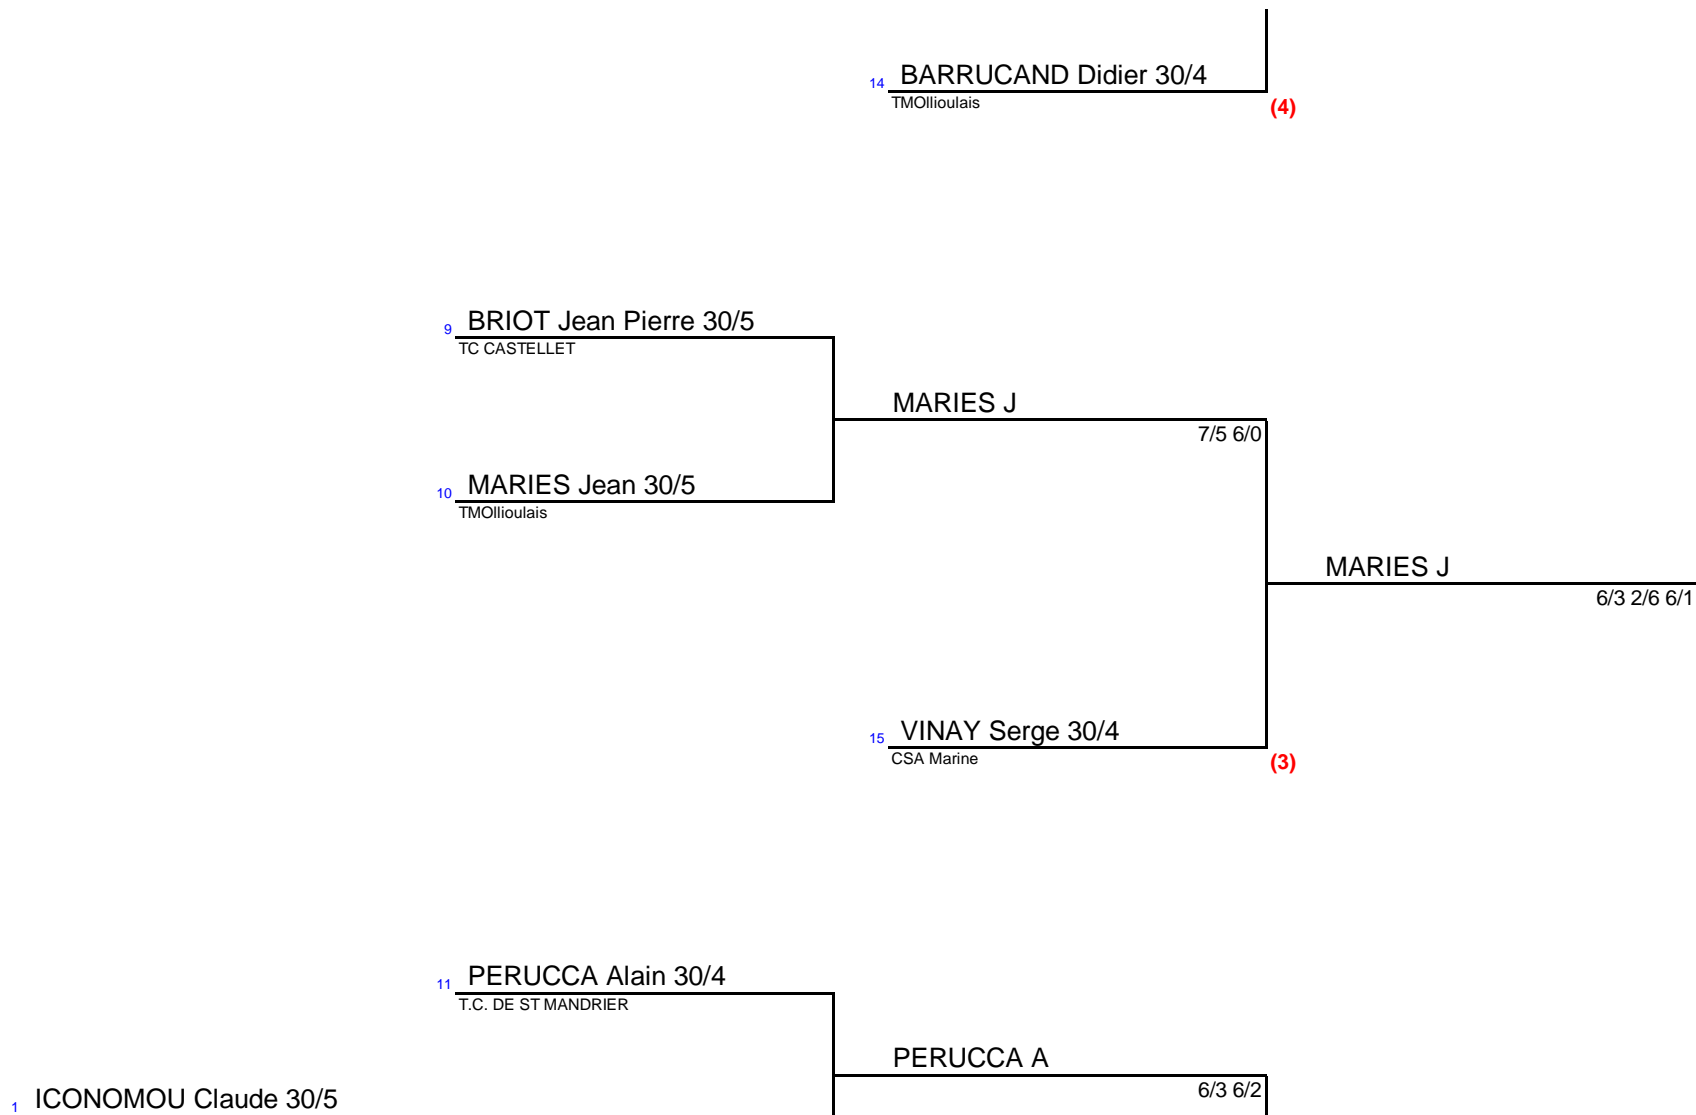 14 BARRUCAND Didier 30/4
TMOllioulais
(4)
9 BRIOT Jean Pierre 30/5
TC CASTELLET
MARIES J
7/5 6/0
10 MARIES Jean 30/5
TMOllioulais
MARIES J
6/3 2/6 6/1
15 VINAY Serge 30/4
CSA Marine
(3)
11 PERUCCA Alain 30/4
T.C. DE ST MANDRIER
PERUCCA A
6/3 6/2
1 ICONOMOU Claude 30/5